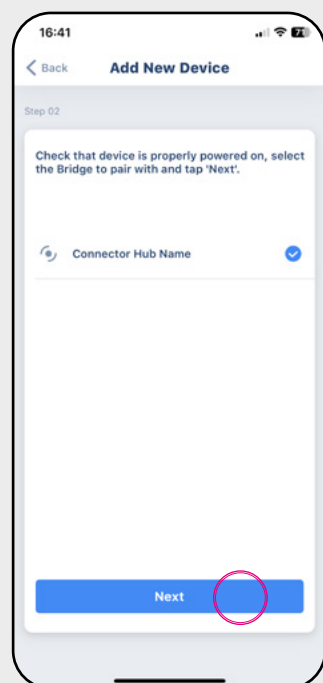 16:41
71
Back
Add New Device
Step 02
Check that device is properly powered on, select
the Bridge to pair with and tap 'Next'.
Connector Hub Name
Next